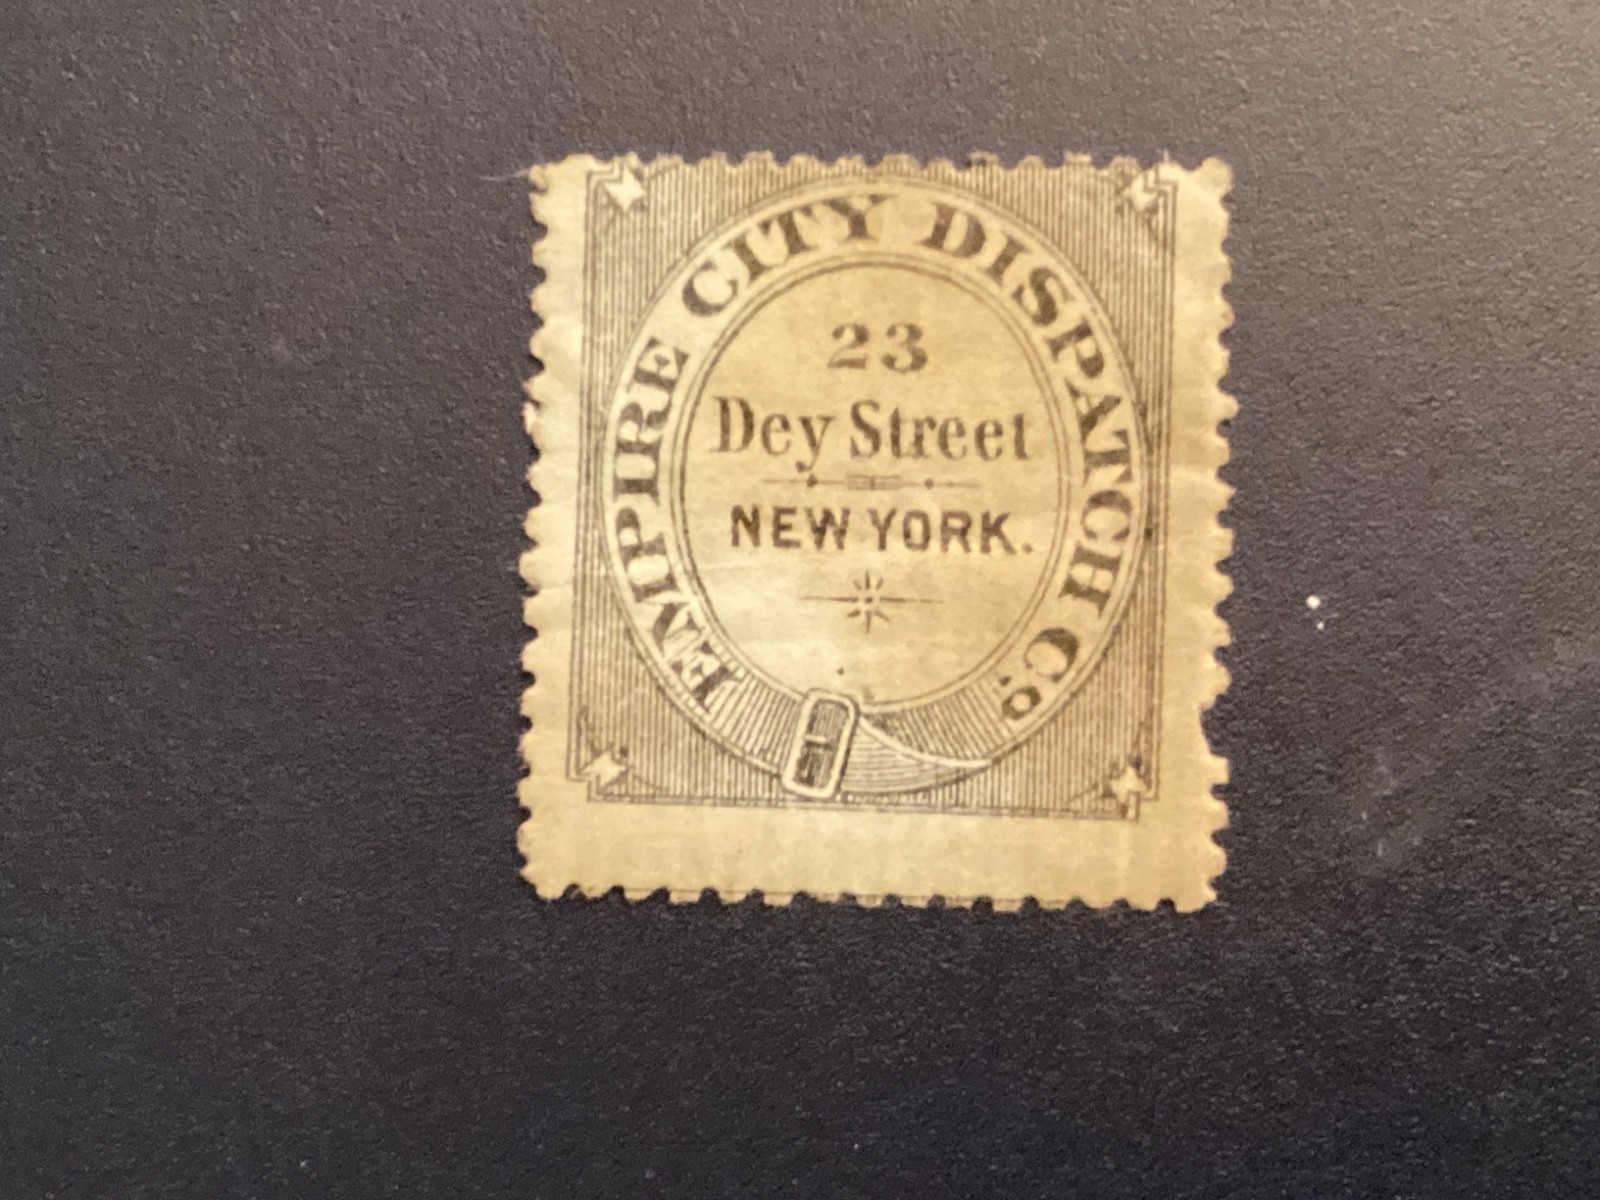 EMPIRE CITY DISPATCH Co.
23
Dey Street
NEW YORK.